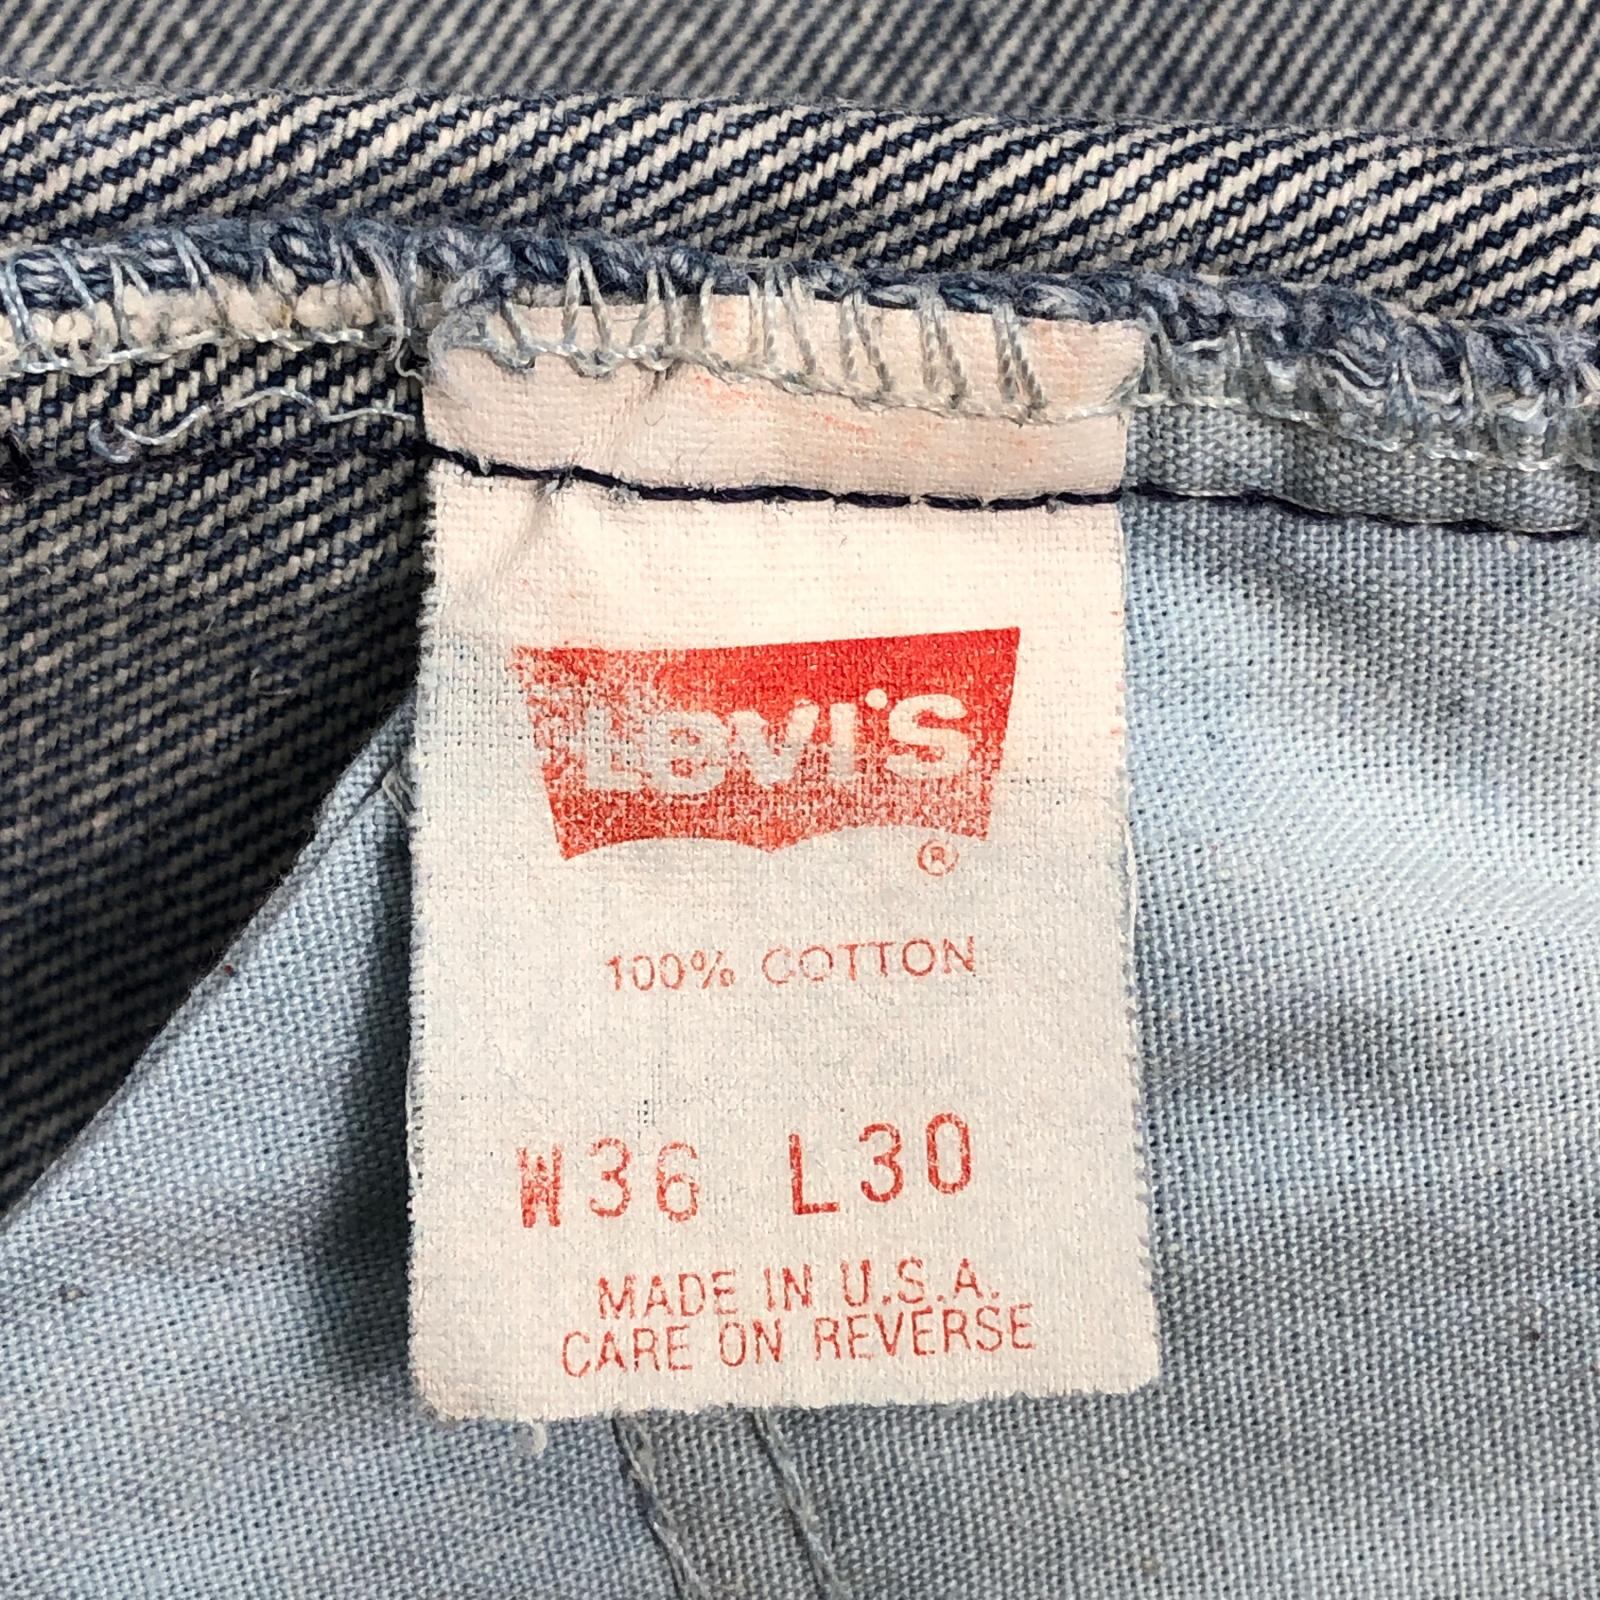 Levi's
®
100% COTTON
W36 L30
MADE IN U.S.A.
CARE ON REVERSE